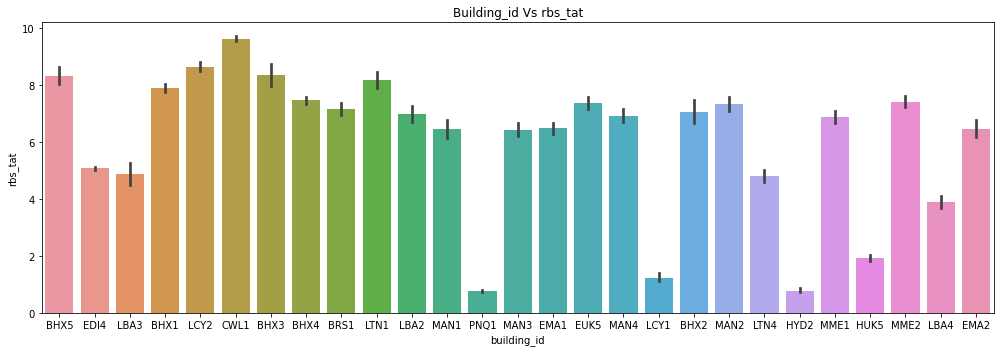 Building_id Vs rbs_tat
10
8
6
4
2
0
rbs_tat
BHX5 EDI4 LBA3 BHX1 LCY2 CWL1 BHX3 BHX4 BRS1 LTN1 LBA2 MAN1 PNQ1 MAN3 EMA1 EUK5 MAN4 LCY1 BHX2 MAN2 LTN4 HYD2 MME1 HUK5 MME2 LBA4 EMA2
building_id